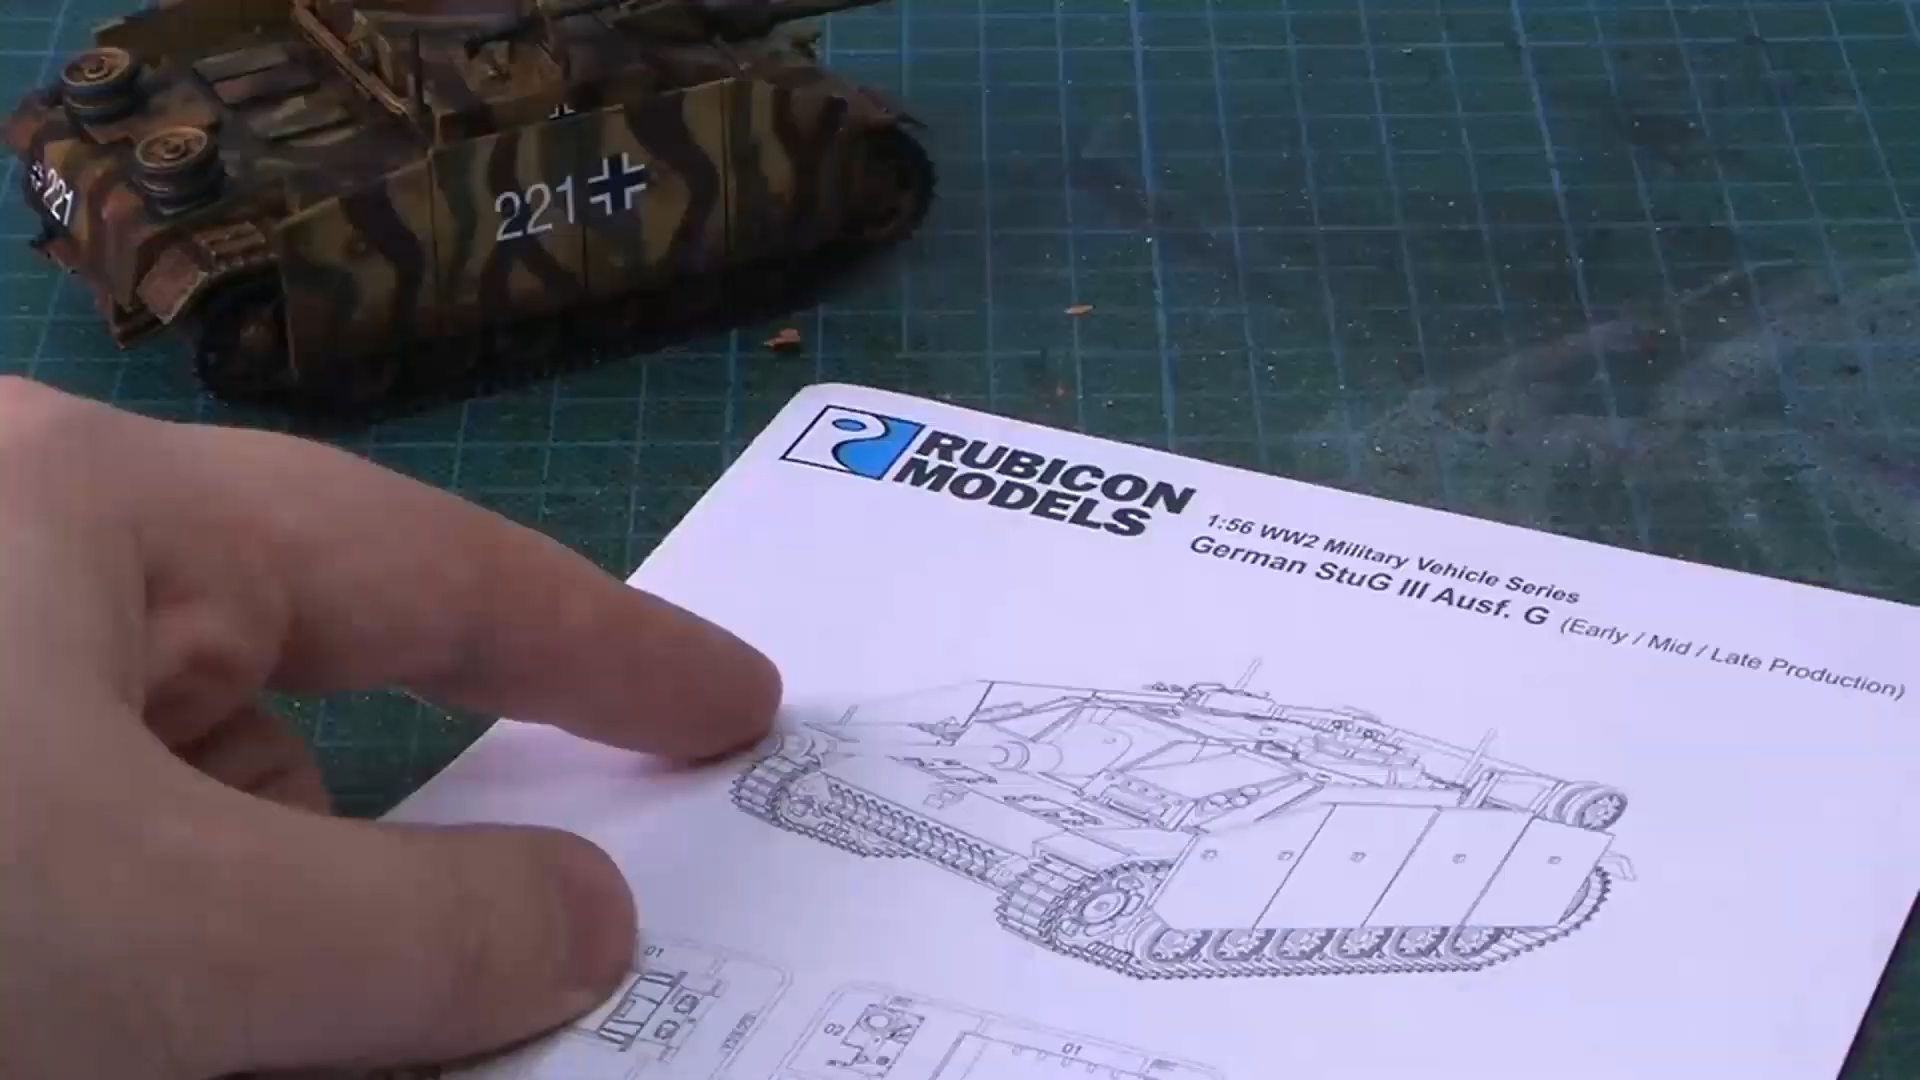 221
221
RUBICON
MODELS
1:56 WW2 Military Vehicle Series
German StuG III Ausf. G (Early / Mid / Late Production)
01
02
01